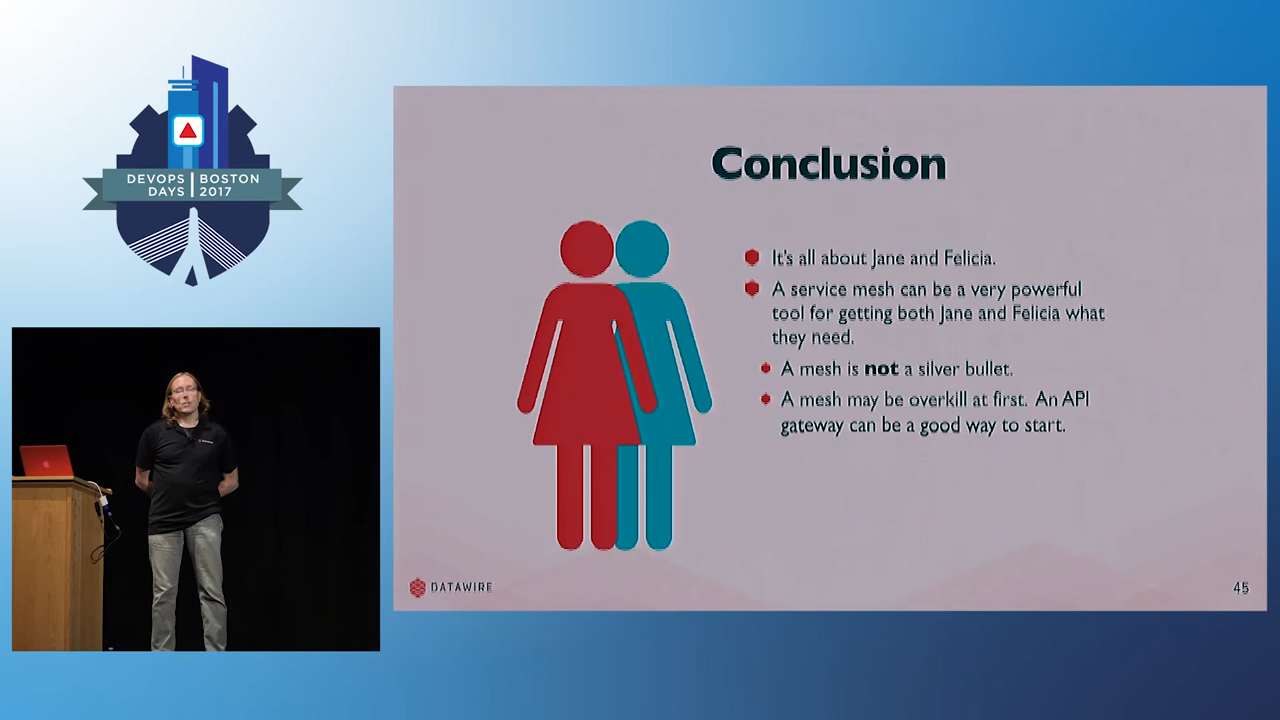 DEVOPS BOSTON
DAYS 2017
Conclusion
It's all about Jane and Felicia.
A service mesh can be a very powerful
tool for getting both Jane and Felicia what
they need.
A mesh is not a silver bullet.
A mesh may be overkill at first. An API
gateway can be a good way to start.
DATAWIRE
45